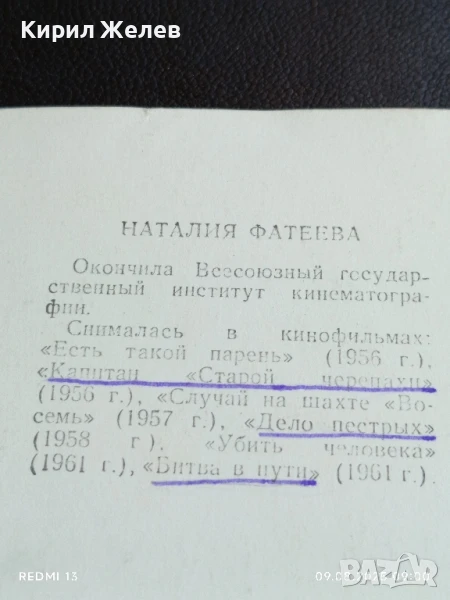 Кирил Желев
НАТАЛИЯ ФАТЕЕВА
Окончила Всесоюзный государ-
ственный институт кинематогра-
фии.
Снималась в кинофильмах:
«Есть такой парень» (1956 г.),
«Капитан «Старой черепахи»
(1956 г.), «Случай на шахте «Во-
семь» (1957 г.), «Дело пестрых»
(1958 г.), «Убить человека»
(1961 г.), «Битва в пути» (1961 г.).
REDMI 13
bazar